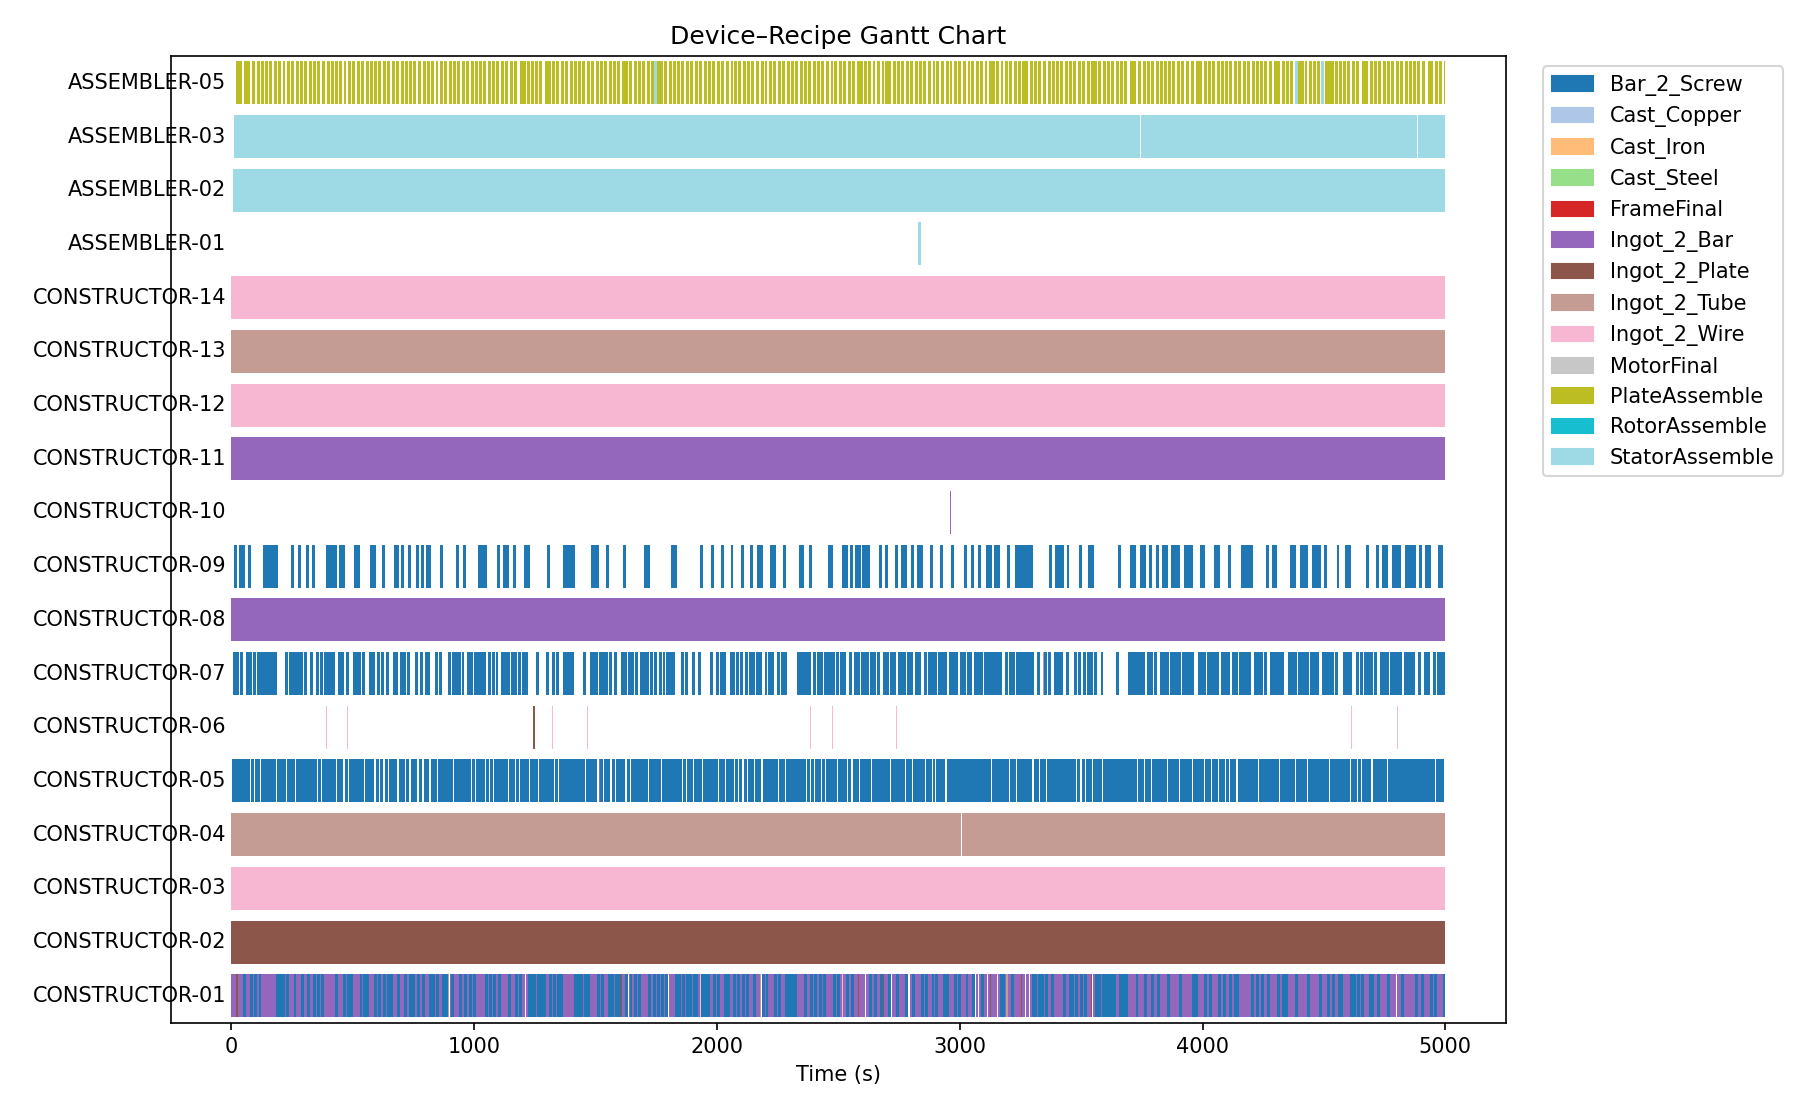 Device–Recipe Gantt Chart
ASSEMBLER-05
ASSEMBLER-03
ASSEMBLER-02
ASSEMBLER-01
CONSTRUCTOR-14
CONSTRUCTOR-13
CONSTRUCTOR-12
CONSTRUCTOR-11
CONSTRUCTOR-10
CONSTRUCTOR-09
CONSTRUCTOR-08
CONSTRUCTOR-07
CONSTRUCTOR-06
CONSTRUCTOR-05
CONSTRUCTOR-04
CONSTRUCTOR-03
CONSTRUCTOR-02
CONSTRUCTOR-01
0 1000 2000 3000 4000 5000
Time (s)
Bar_2_Screw
Cast_Copper
Cast_Iron
Cast_Steel
FrameFinal
Ingot_2_Bar
Ingot_2_Plate
Ingot_2_Tube
Ingot_2_Wire
MotorFinal
PlateAssemble
RotorAssemble
StatorAssemble